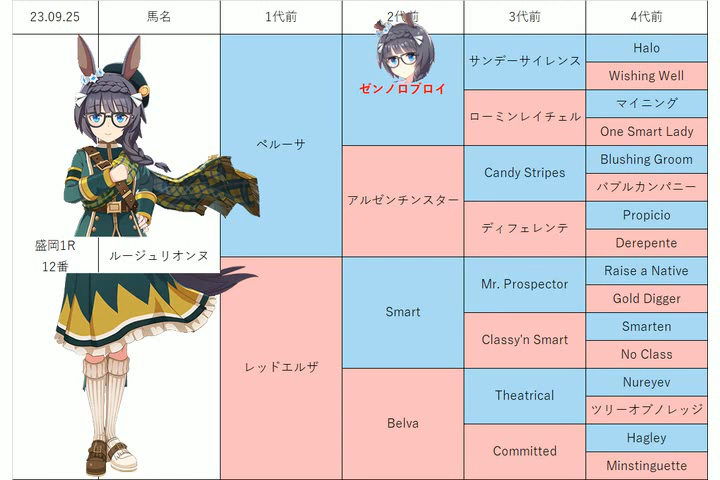 23.09.25 馬名 1代前 2代前 3代前 4代前
盛岡1R
12番
ルージュリオンヌ
ペルーサ
レッドエルザ
ゼンノロブロイ
アルゼンチンスター
Smart
Belva
サンデーサイレンス
ローミンレイチェル
Candy Stripes
ディフェレンテ
Mr. Prospector
Classy'n Smart
Theatrical
Committed
Halo
Wishing Well
マイニング
One Smart Lady
Blushing Groom
バブルカンパニー
Propicio
Derepente
Raise a Native
Gold Digger
Smarten
No Class
Nureyev
ツリーオブノレッジ
Hagley
Minstinguette